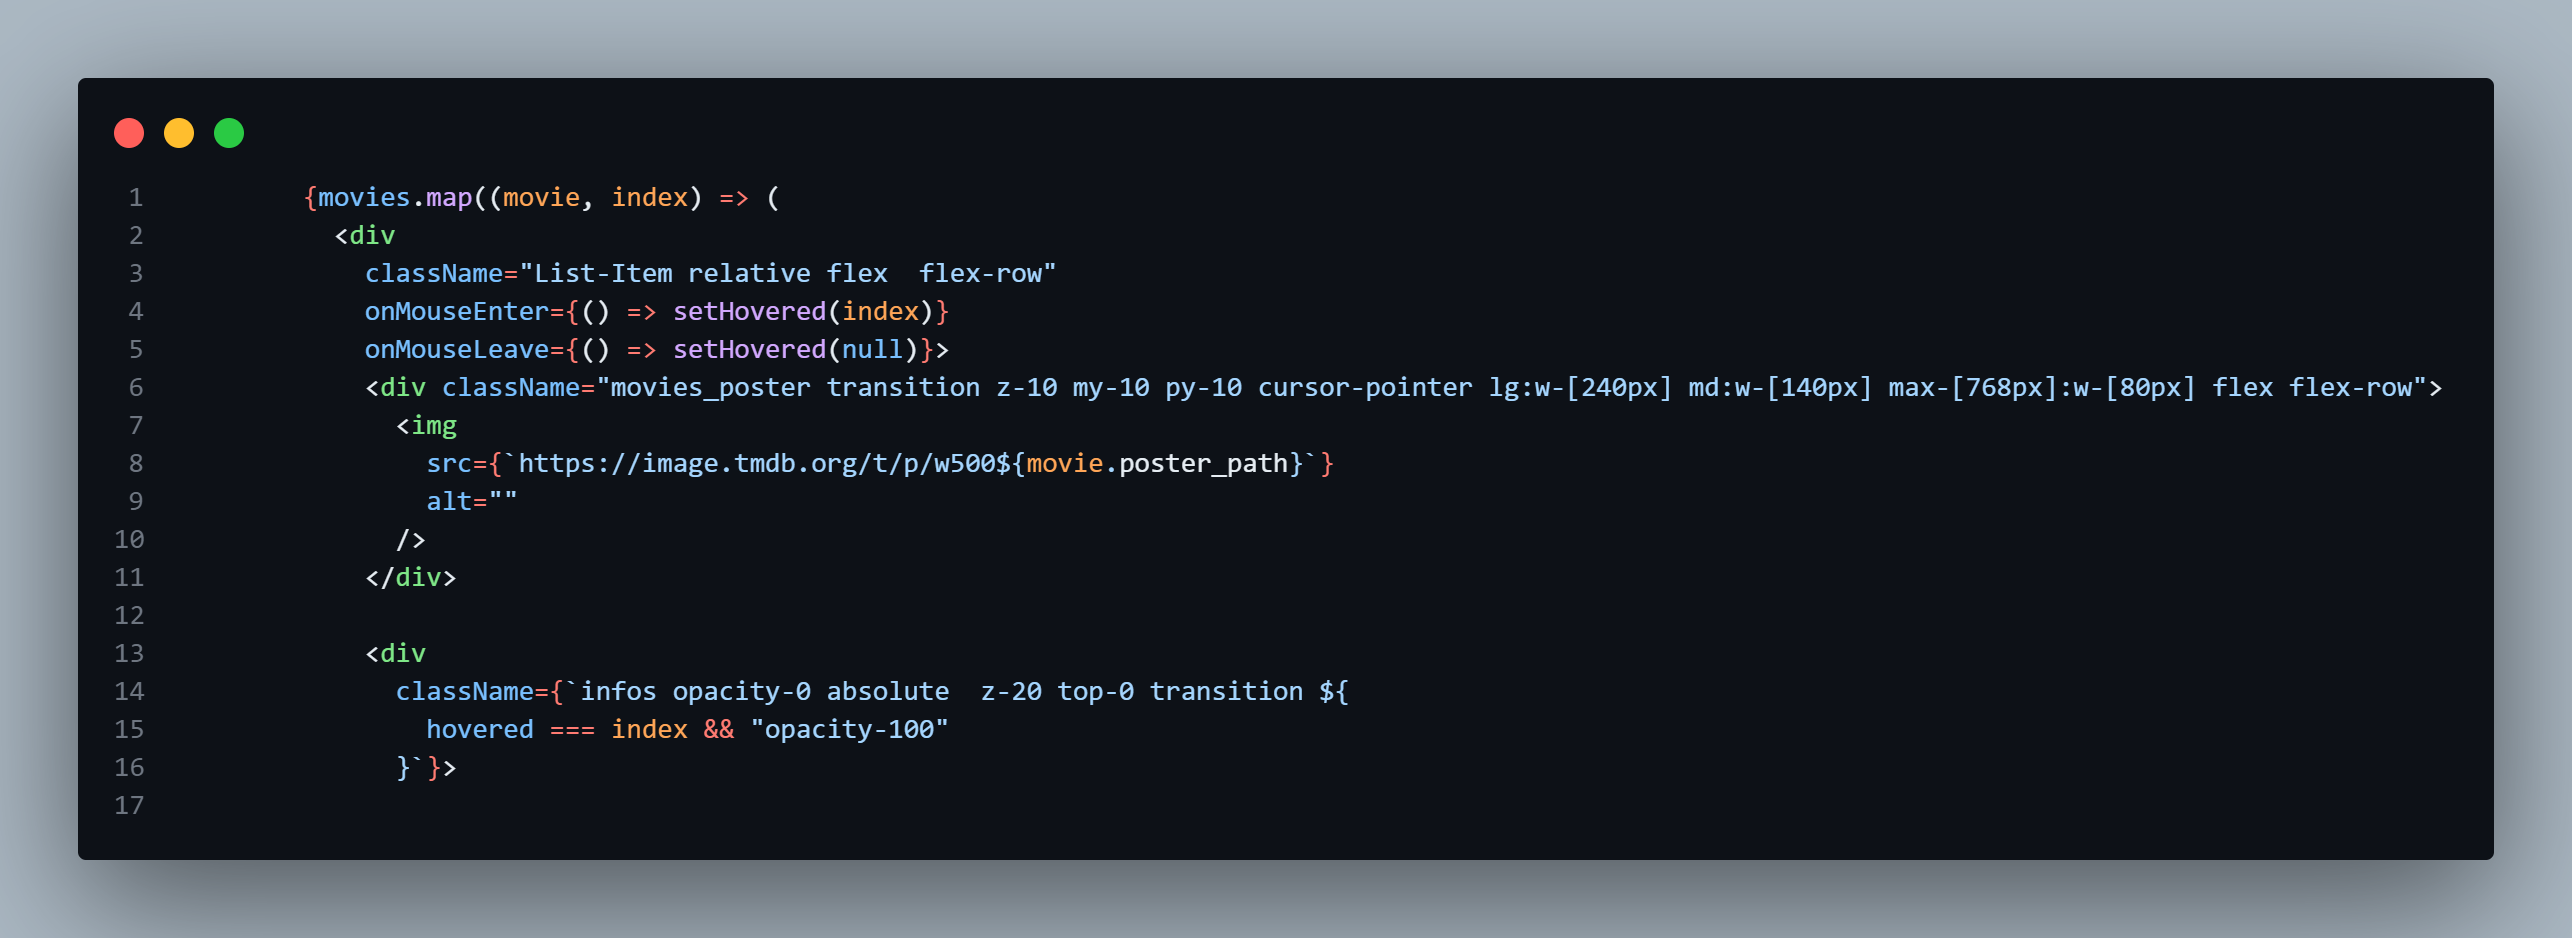 1 {movies.map((movie, index) => (
2 <div
3 className="List-Item relative flex  flex-row"
4 onMouseEnter={() => setHovered(index)}
5 onMouseLeave={() => setHovered(null)}>
6 <div className="movies_poster transition z-10 my-10 py-10 cursor-pointer lg:w-[240px] md:w-[140px] max-[768px]:w-[80px] flex flex-row">
7 <img
8 src={`https://image.tmdb.org/t/p/w500${movie.poster_path}`}
9 alt=""
10 />
11 </div>
12
13 <div
14 className={`infos opacity-0 absolute  z-20 top-0 transition ${
15 hovered === index && "opacity-100"
16 }`}>
17